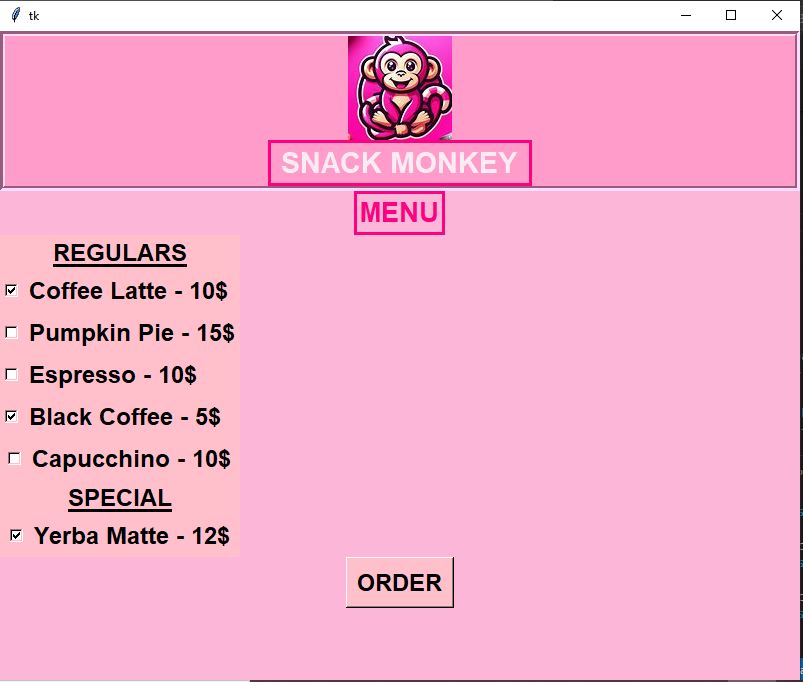 tk
SNACK MONKEY
MENU
REGULARS
Coffee Latte - 10$
Pumpkin Pie - 15$
Espresso - 10$
Black Coffee - 5$
Capucchino - 10$
SPECIAL
Yerba Matte - 12$
ORDER